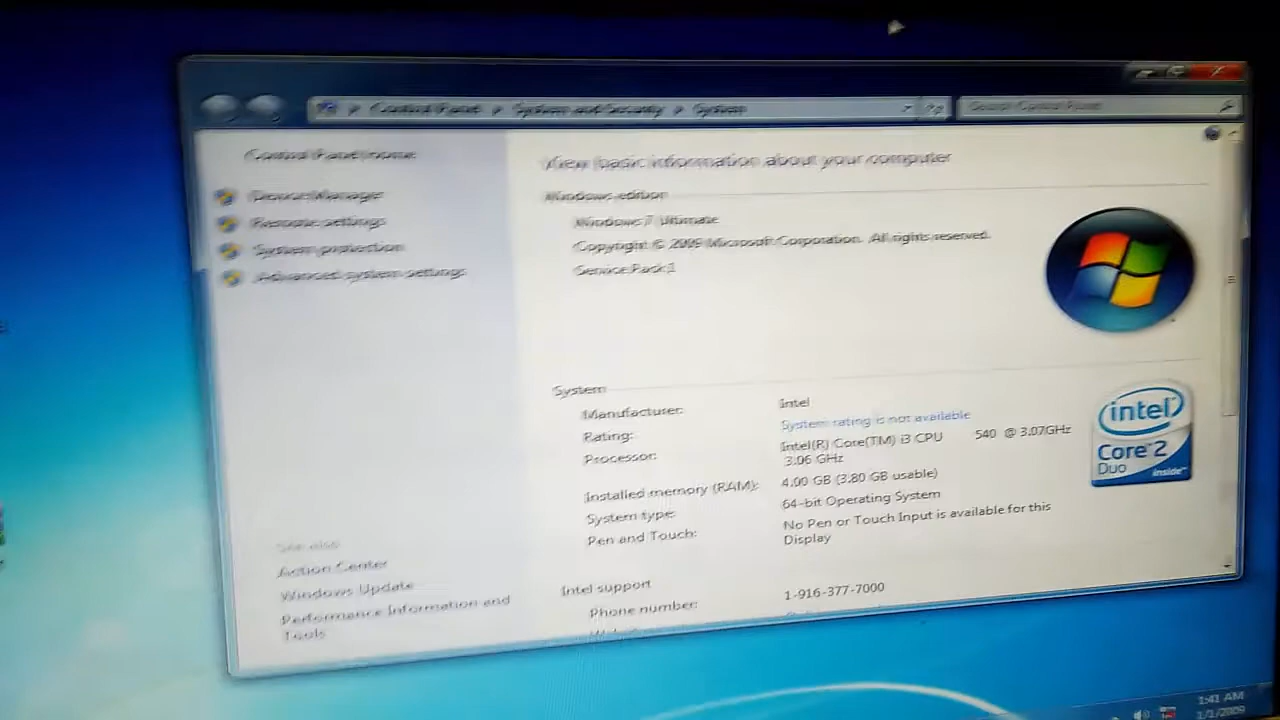 Control Panel ▸ System and Security ▸ System
Search Control Panel
Control Panel Home
Device Manager
Remote settings
System protection
Advanced system settings
See also
Action Center
Windows Update
Performance Information and
Tools
View basic information about your computer
Windows edition
Windows 7 Ultimate
Copyright © 2009 Microsoft Corporation. All rights reserved.
Service Pack 1
System
Manufacturer: Intel
Rating: System rating is not available
Processor: Intel(R) Core(TM) i3 CPU 540 @ 3.07GHz
3.06 GHz
Installed memory (RAM): 4.00 GB (3.80 GB usable)
System type: 64-bit Operating System
Pen and Touch: No Pen or Touch Input is available for this
Display
Intel support
Phone number: 1-916-377-7000
intel
Core 2
Duo
inside
1:41 AM
1/1/2009